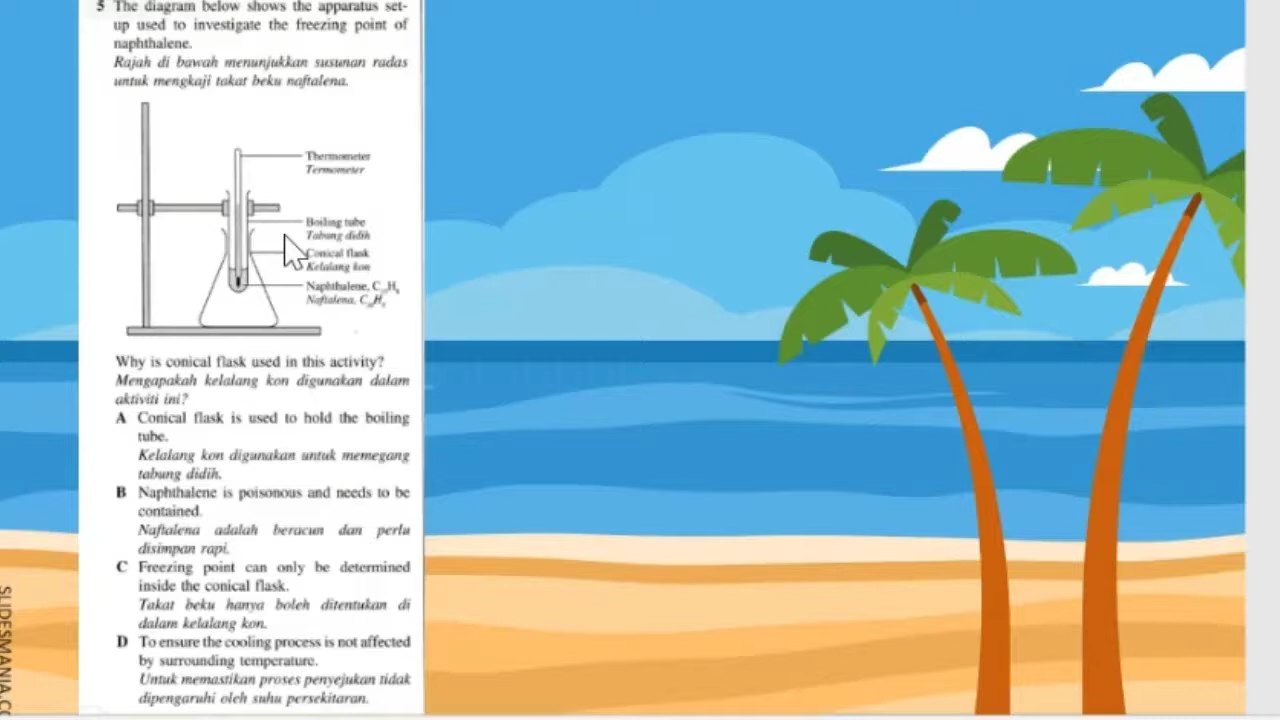 5 The diagram below shows the apparatus set-
up used to investigate the freezing point of
naphthalene.
Rajah di bawah menunjukkan susunan radas
untuk mengkaji takat beku naftalena.
Thermometer
Termometer
Boiling tube
Tabung didih
Conical flask
Kelalang kon
Naphthalene, C₁₀H₈
Naftalena, C₁₀H₈
Why is conical flask used in this activity?
Mengapakah kelalang kon digunakan dalam
aktiviti ini?
A Conical flask is used to hold the boiling
tube.
Kelalang kon digunakan untuk memegang
tabung didih.
B Naphthalene is poisonous and needs to be
contained.
Naftalena adalah beracun dan perlu
disimpan rapi.
C Freezing point can only be determined
inside the conical flask.
Takat beku hanya boleh ditentukan di
dalam kelalang kon.
D To ensure the cooling process is not affected
by surrounding temperature.
Untuk memastikan proses penyejukan tidak
dipengaruhi oleh suhu persekitaran.
SLIDESMANIA.CO